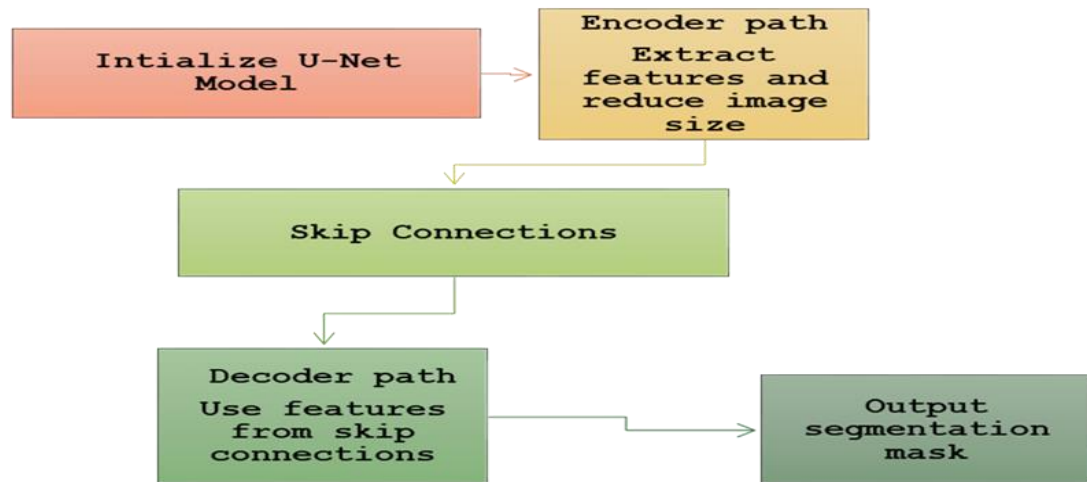 Intialize U-Net
Model
Encoder path
Extract
features and
reduce image
size
Skip Connections
Decoder path
Use features
from skip
connections
Output
segmentation
mask